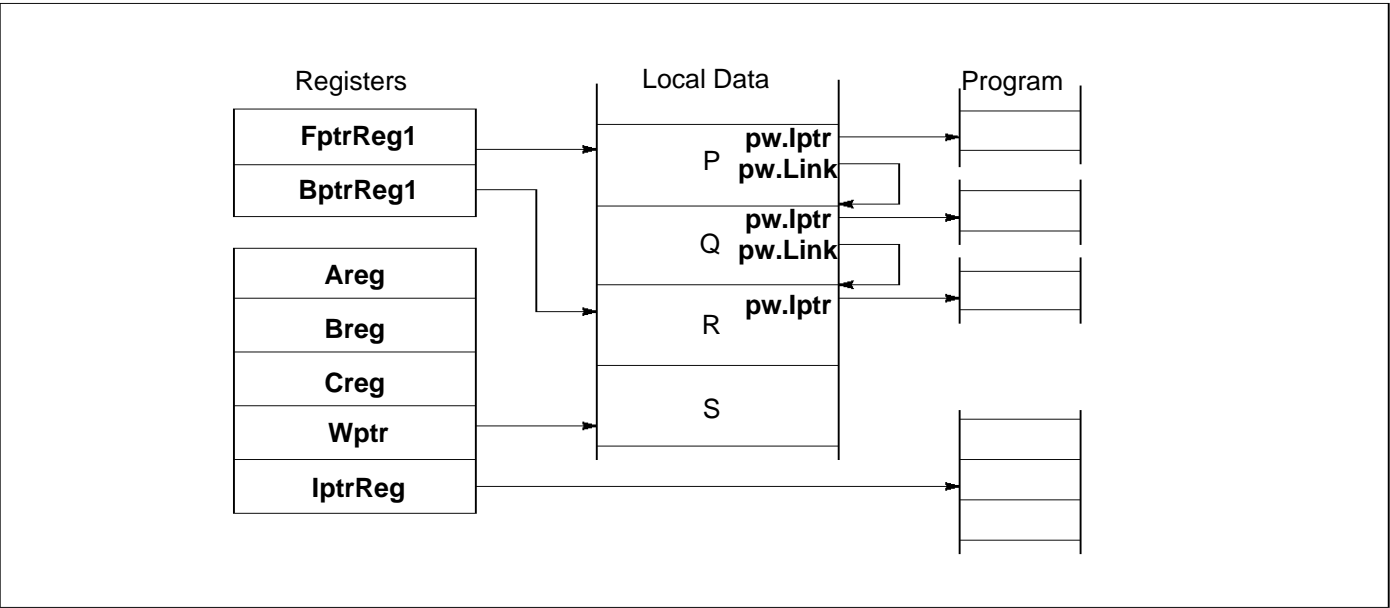 Registers
Local Data
Program
FptrReg1
BptrReg1
Areg
Breg
Creg
Wptr
IptrReg
P
pw.Iptr
pw.Link
Q
pw.Iptr
pw.Link
R
pw.Iptr
S